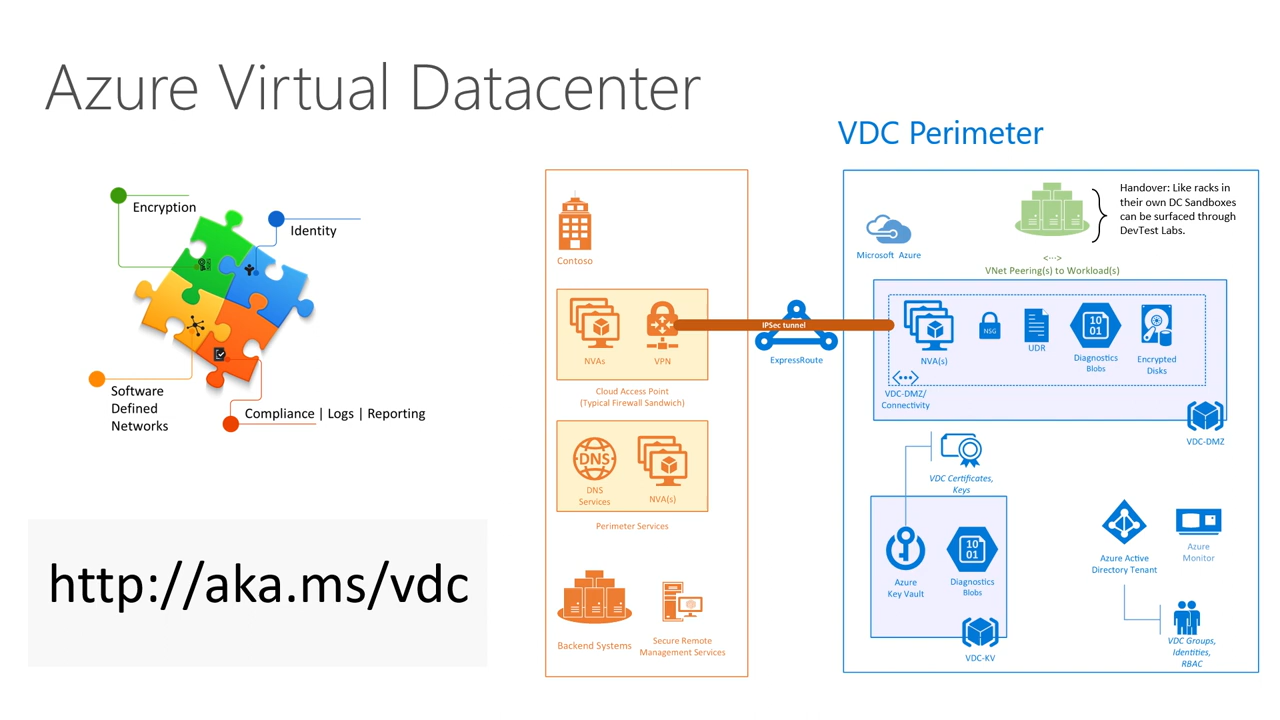 Azure Virtual Datacenter
VDC Perimeter
Encryption
Identity
Software
Defined
Networks
Compliance | Logs | Reporting
http://aka.ms/vdc
Contoso
NVAs
VPN
Cloud Access Point
(Typical Firewall Sandwich)
DNS
DNS
Services
NVA(s)
Perimeter Services
Backend Systems
Secure Remote
Management Services
IPSec tunnel
ExpressRoute
Microsoft Azure
Handover: Like racks in
their own DC Sandboxes
can be surfaced through
DevTest Labs.
<···>
VNet Peering(s) to Workload(s)
NVA(s)
NSG
UDR
10
01
Diagnostics
Blobs
Encrypted
Disks
VDC-DMZ/
Connectivity
VDC-DMZ
VDC Certificates,
Keys
Azure
Key Vault
10
01
Diagnostics
Blobs
VDC-KV
Azure Active
Directory Tenant
Azure
Monitor
VDC Groups,
Identities,
RBAC